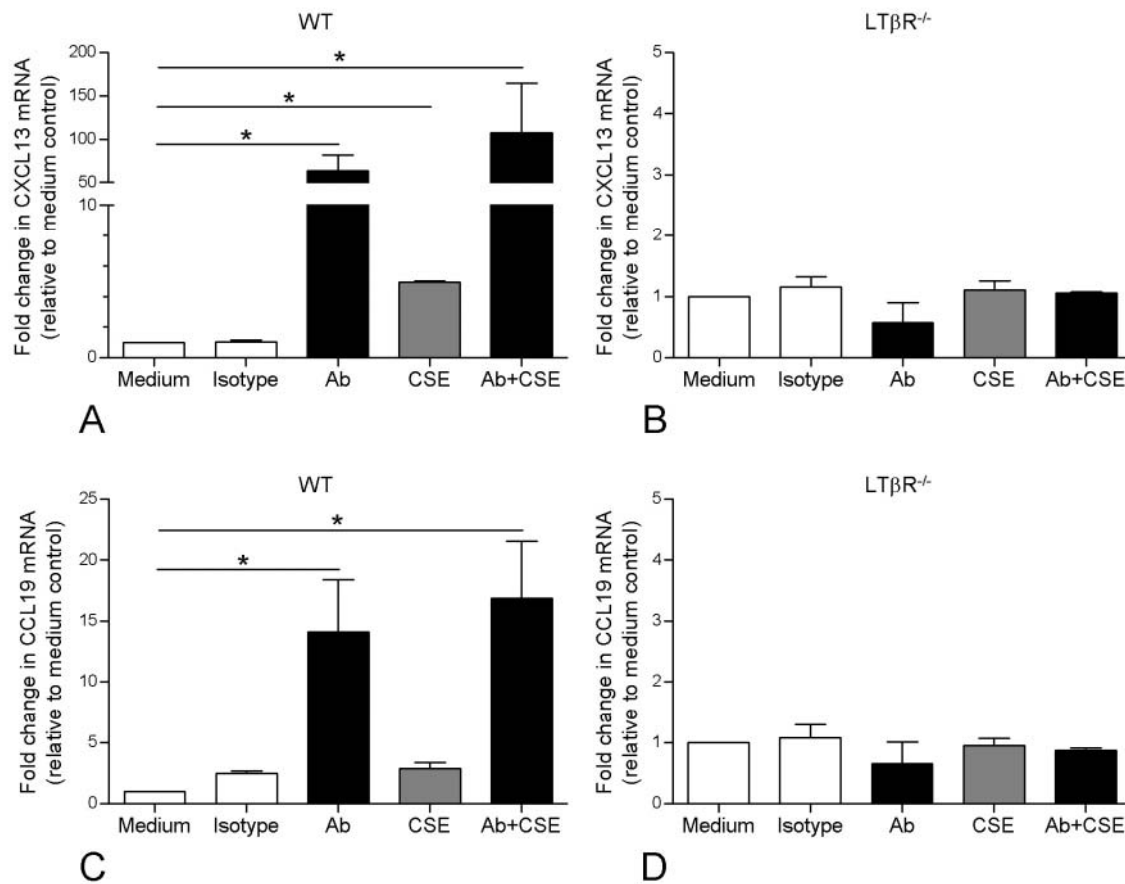 WT
Fold change in CXCL13 mRNA
(relative to medium control)
200
150
100
50
10
0
*
*
*
Medium Isotype Ab CSE Ab+CSE
A
LTβR-/-
Fold change in CXCL13 mRNA
(relative to medium control)
5
4
3
2
1
0
Medium Isotype Ab CSE Ab+CSE
B
WT
Fold change in CCL19 mRNA
(relative to medium control)
25
20
15
10
5
0
*
*
Medium Isotype Ab CSE Ab+CSE
C
LTβR-/-
Fold change in CCL19 mRNA
(relative to medium control)
5
4
3
2
1
0
Medium Isotype Ab CSE Ab+CSE
D